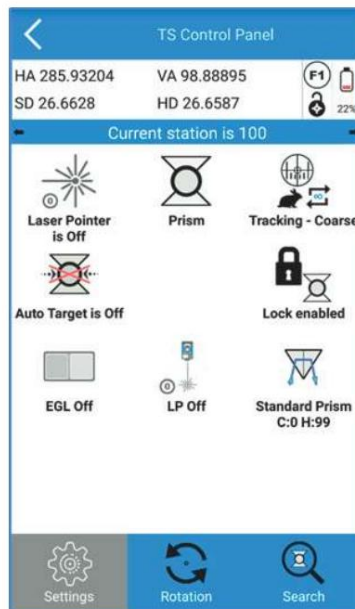 TS Control Panel
HA 285.93204 VA 98.88895 F1
SD 26.6628 HD 26.6587 22%
Current station is 100
Laser Pointer
is Off
Prism
Tracking - Coarse
Auto Target is Off
Lock enabled
EGL Off
LP Off
Standard Prism
C:0 H:99
Settings
Rotation
Search